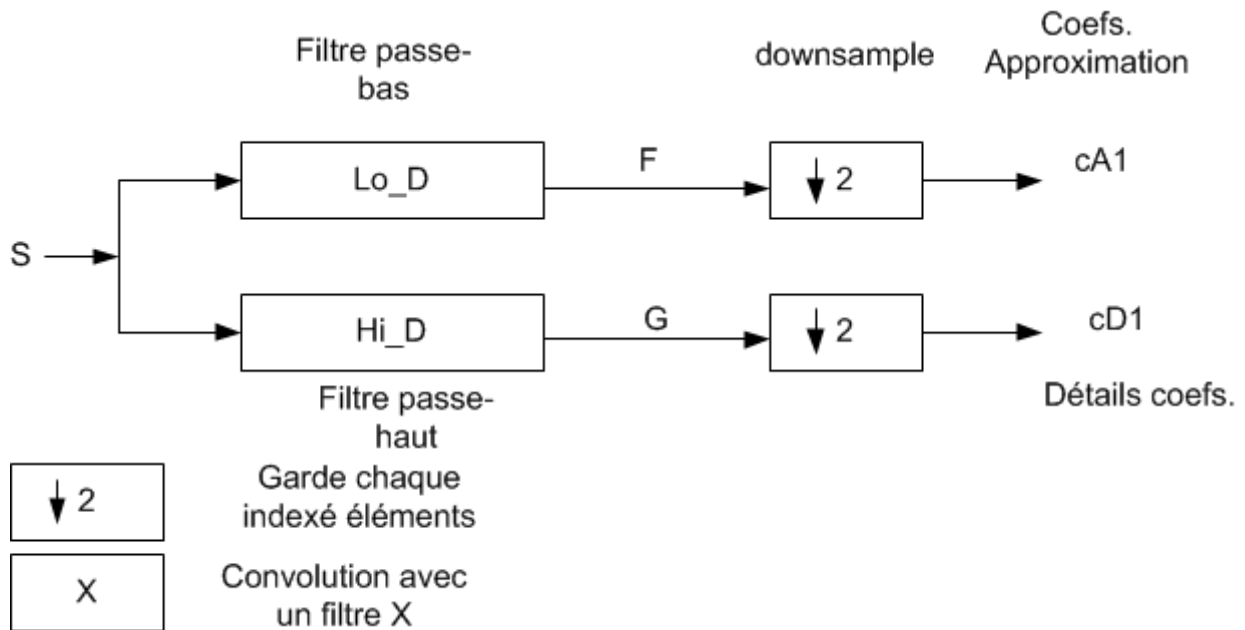 Filtre passe-
bas
downsample
Coefs.
Approximation
Lo_D
F
2
cA1
S
Hi_D
G
2
cD1
Filtre passe-
haut
Détails coefs.
2
Garde chaque
indexé éléments
X
Convolution avec
un filtre X